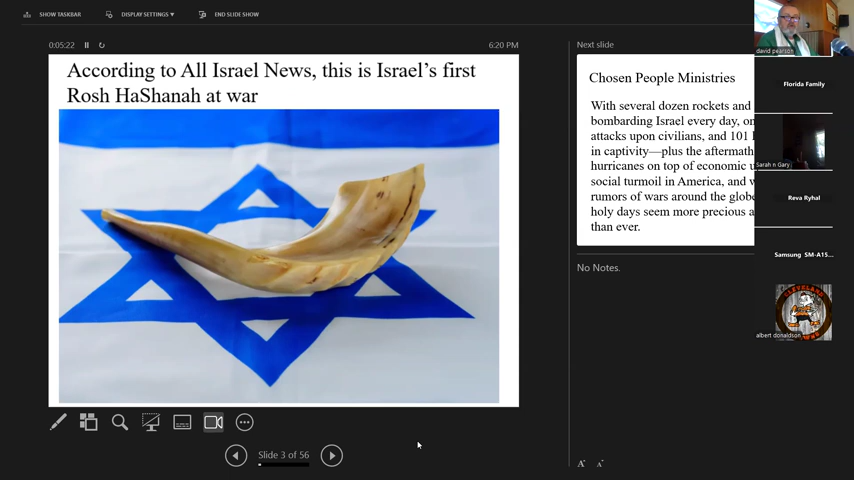 SHOW TASKBAR
DISPLAY SETTINGS ▾
END SLIDE SHOW
0:05:22
6:20 PM
According to All Israel News, this is Israel's first
Rosh HaShanah at war
Slide 3 of 56
Next slide
Chosen People Ministries
With several dozen rockets and
bombarding Israel every day, on
attacks upon civilians, and 101
in captivity—plus the aftermath
hurricanes on top of economic u
social turmoil in America, and w
rumors of wars around the globe
holy days seem more precious a
than ever.
No Notes.
A A
david pearson
Florida Family
Sarah n Gary
Reva Ryhal
Samsung SM-A15...
CLEVELAND
albert donaldson